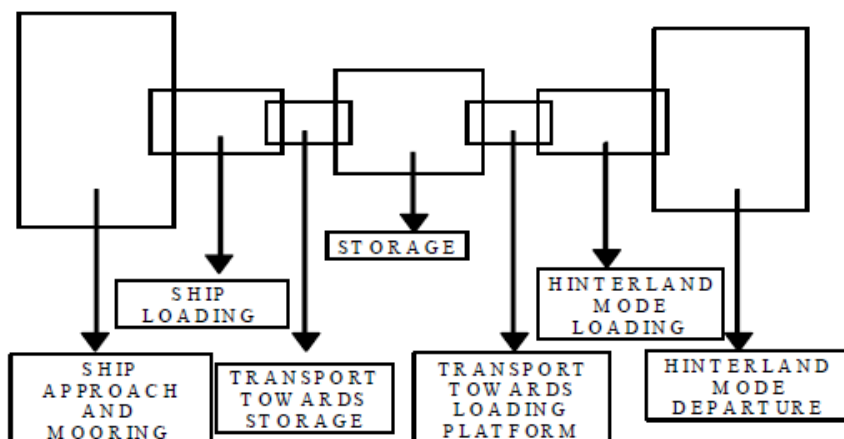 STORAGE
SHIP
LOADING
HINTERLAND
MODE
LOADING
SHIP
APPROACH
AND
MOORING
TRANSPORT
TOWARDS
STORAGE
TRANSPORT
TOWARDS
LOADING
PLATFORM
HINTERLAND
MODE
DEPARTURE